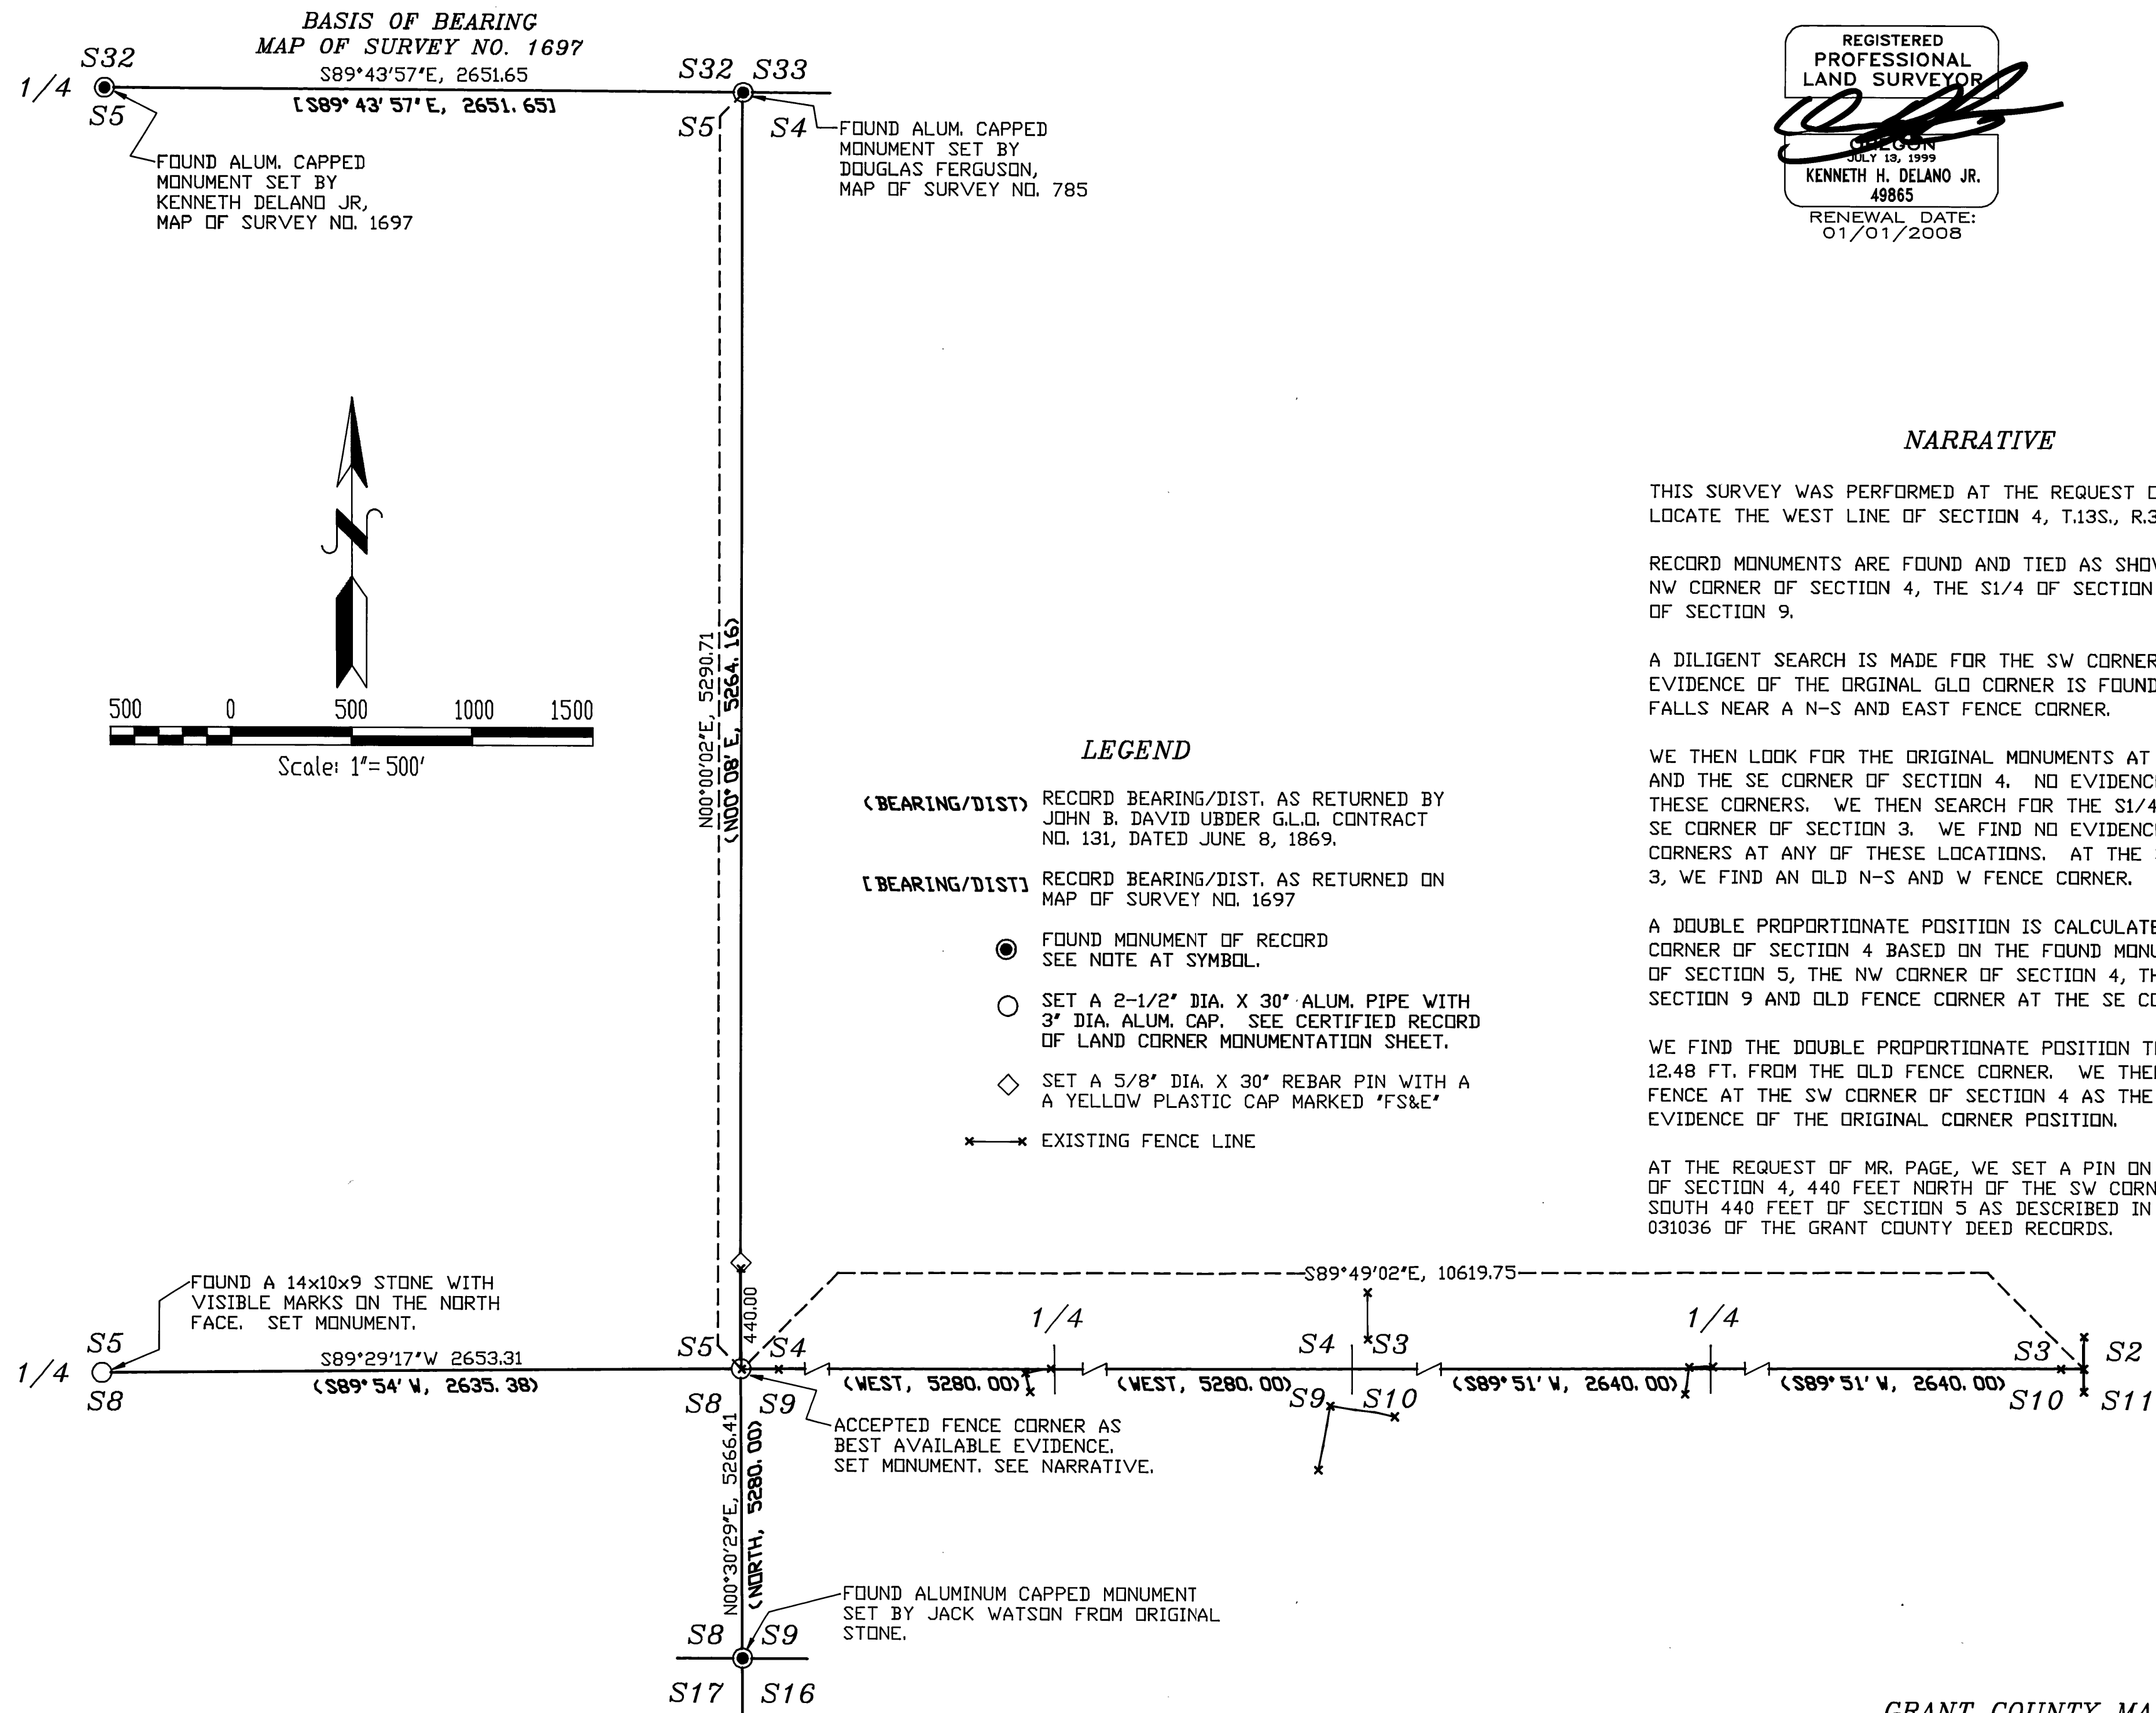 BASIS OF BEARING
MAP OF SURVEY NO. 1697
S89°43'57"E, 2651.65
[S89° 43' 57" E, 2651. 65]
S32
1/4
S5
S32 S33
S5 S4
FOUND ALUM. CAPPED
MONUMENT SET BY
KENNETH DELANO JR,
MAP OF SURVEY NO. 1697
FOUND ALUM. CAPPED
MONUMENT SET BY
DOUGLAS FERGUSON,
MAP OF SURVEY NO. 785
REGISTERED
PROFESSIONAL
LAND SURVEYOR
OREGON
JULY 13, 1999
KENNETH H. DELANO JR.
49865
RENEWAL DATE:
01/01/2008
N
500 0 500 1000 1500
Scale: 1"= 500'
N00°00'02"E, 5290.71
(N00° 08' E, 5264. 16)
LEGEND
(BEARING/DIST) RECORD BEARING/DIST. AS RETURNED BY
JOHN B. DAVID UBDER G.L.O. CONTRACT
NO. 131, DATED JUNE 8, 1869.
[BEARING/DIST] RECORD BEARING/DIST. AS RETURNED ON
MAP OF SURVEY NO. 1697
FOUND MONUMENT OF RECORD
SEE NOTE AT SYMBOL.
SET A 2-1/2" DIA. X 30" ALUM. PIPE WITH
3" DIA. ALUM. CAP. SEE CERTIFIED RECORD
OF LAND CORNER MONUMENTATION SHEET.
SET A 5/8" DIA. X 30" REBAR PIN WITH A
A YELLOW PLASTIC CAP MARKED "FS&E"
EXISTING FENCE LINE
NARRATIVE
THIS SURVEY WAS PERFORMED AT THE REQUEST
LOCATE THE WEST LINE OF SECTION 4, T.13S., R.3
RECORD MONUMENTS ARE FOUND AND TIED AS
NW CORNER OF SECTION 4, THE S1/4 OF SECTION
OF SECTION 9.
A DILIGENT SEARCH IS MADE FOR THE SW CORNER
EVIDENCE OF THE ORGINAL GLO CORNER IS FOUND
FALLS NEAR A N-S AND EAST FENCE CORNER.
WE THEN LOOK FOR THE ORIGINAL MONUMENTS AT
AND THE SE CORNER OF SECTION 4. NO EVIDENC
THESE CORNERS. WE THEN SEARCH FOR THE S1/4
SE CORNER OF SECTION 3. WE FIND NO EVIDENC
CORNERS AT ANY OF THESE LOCATIONS. AT THE
3, WE FIND AN OLD N-S AND W FENCE CORNER.
A DOUBLE PROPORTIONATE POSITION IS CALCULATE
CORNER OF SECTION 4 BASED ON THE FOUND MONU
OF SECTION 5, THE NW CORNER OF SECTION 4, TH
SECTION 9 AND OLD FENCE CORNER AT THE SE CO
WE FIND THE DOUBLE PROPORTIONATE POSITION T
12.48 FT. FROM THE OLD FENCE CORNER. WE THE
FENCE AT THE SW CORNER OF SECTION 4 AS THE
EVIDENCE OF THE ORIGINAL CORNER POSITION.
AT THE REQUEST OF MR. PAGE, WE SET A PIN ON
OF SECTION 4, 440 FEET NORTH OF THE SW CORN
SOUTH 440 FEET OF SECTION 5 AS DESCRIBED IN
031036 OF THE GRANT COUNTY DEED RECORDS.
S89°49'02"E, 10619.75
FOUND A 14x10x9 STONE WITH
VISIBLE MARKS ON THE NORTH
FACE. SET MONUMENT.
440.00
S5
1/4
S8
S89°29'17"W 2653.31
(S89° 54' W, 2635. 38)
S5 S4
S8 S9
1/4
(WEST, 5280. 00)
(WEST, 5280. 00)
S4 S3
S9 S10
1/4
(S89° 51' W, 2640. 00)
(S89° 51' W, 2640. 00)
S3 S2
S10 S11
ACCEPTED FENCE CORNER AS
BEST AVAILABLE EVIDENCE.
SET MONUMENT. SEE NARRATIVE.
N00°30'29"E, 5266.41
(NORTH, 5280. 00)
FOUND ALUMINUM CAPPED MONUMENT
SET BY JACK WATSON FROM ORIGINAL
STONE.
S8 S9
S17 S16
GRANT COUNTY MA